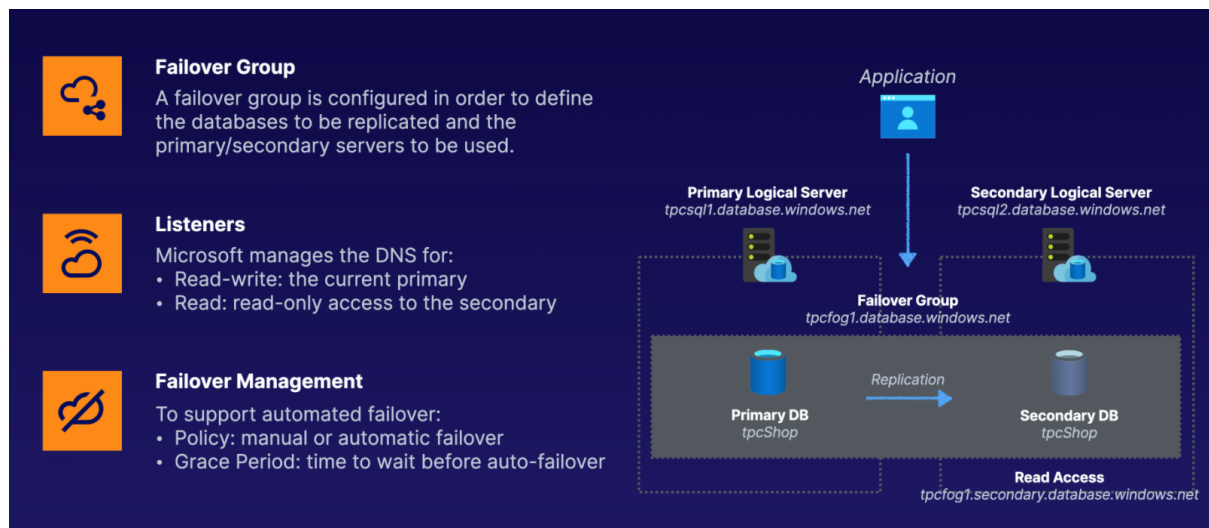 Failover Group
A failover group is configured in order to define
the databases to be replicated and the
primary/secondary servers to be used.
Listeners
Microsoft manages the DNS for:
• Read-write: the current primary
• Read: read-only access to the secondary
Failover Management
To support automated failover:
• Policy: manual or automatic failover
• Grace Period: time to wait before auto-failover
Application
Primary Logical Server
tpcsql1.database.windows.net
Secondary Logical Server
tpcsql2.database.windows.net
Failover Group
tpcfog1.database.windows.net
Replication
Primary DB
tpcShop
Secondary DB
tpcShop
Read Access
tpcfog1.secondary.database.windows.net